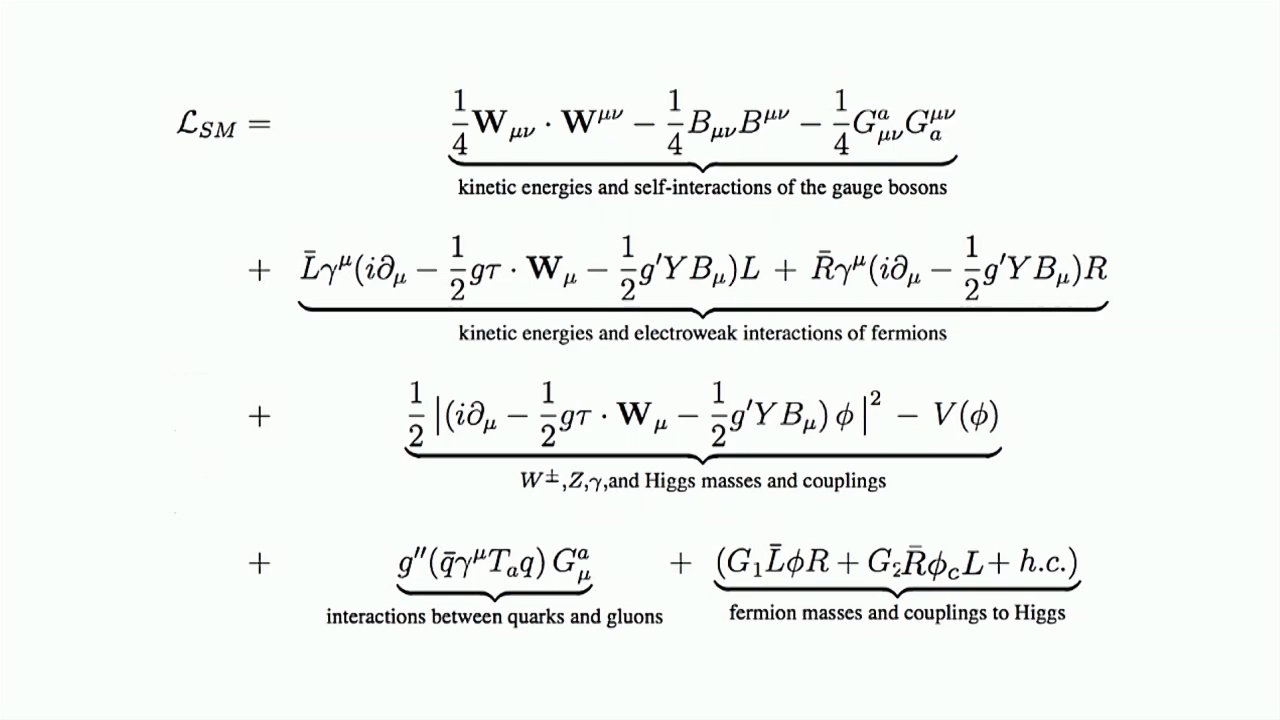 ℒ_SM = 1/4 𝐖_μν · 𝐖^μν − 1/4 B_μν B^μν − 1/4 G^a_μν G_a^μν
kinetic energies and self-interactions of the gauge bosons
+ L̄γ^μ(i∂_μ − 1/2 gτ · 𝐖_μ − 1/2 g′YB_μ)L + R̄γ^μ(i∂_μ − 1/2 g′YB_μ)R
kinetic energies and electroweak interactions of fermions
+ 1/2 |(i∂_μ − 1/2 gτ · 𝐖_μ − 1/2 g′YB_μ) ϕ|^2 − V(ϕ)
W^±,Z,γ,and Higgs masses and couplings
+ g″(q̄γ^μ T_a q) G^a_μ + (G_1 L̄ϕR + G_2 R̄ϕ_c L + h.c.)
interactions between quarks and gluons fermion masses and couplings to Higgs